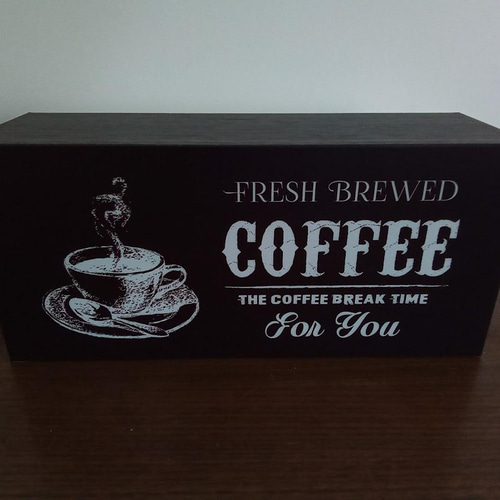 FRESH BREWED
COFFEE
THE COFFEE BREAK TIME
For You